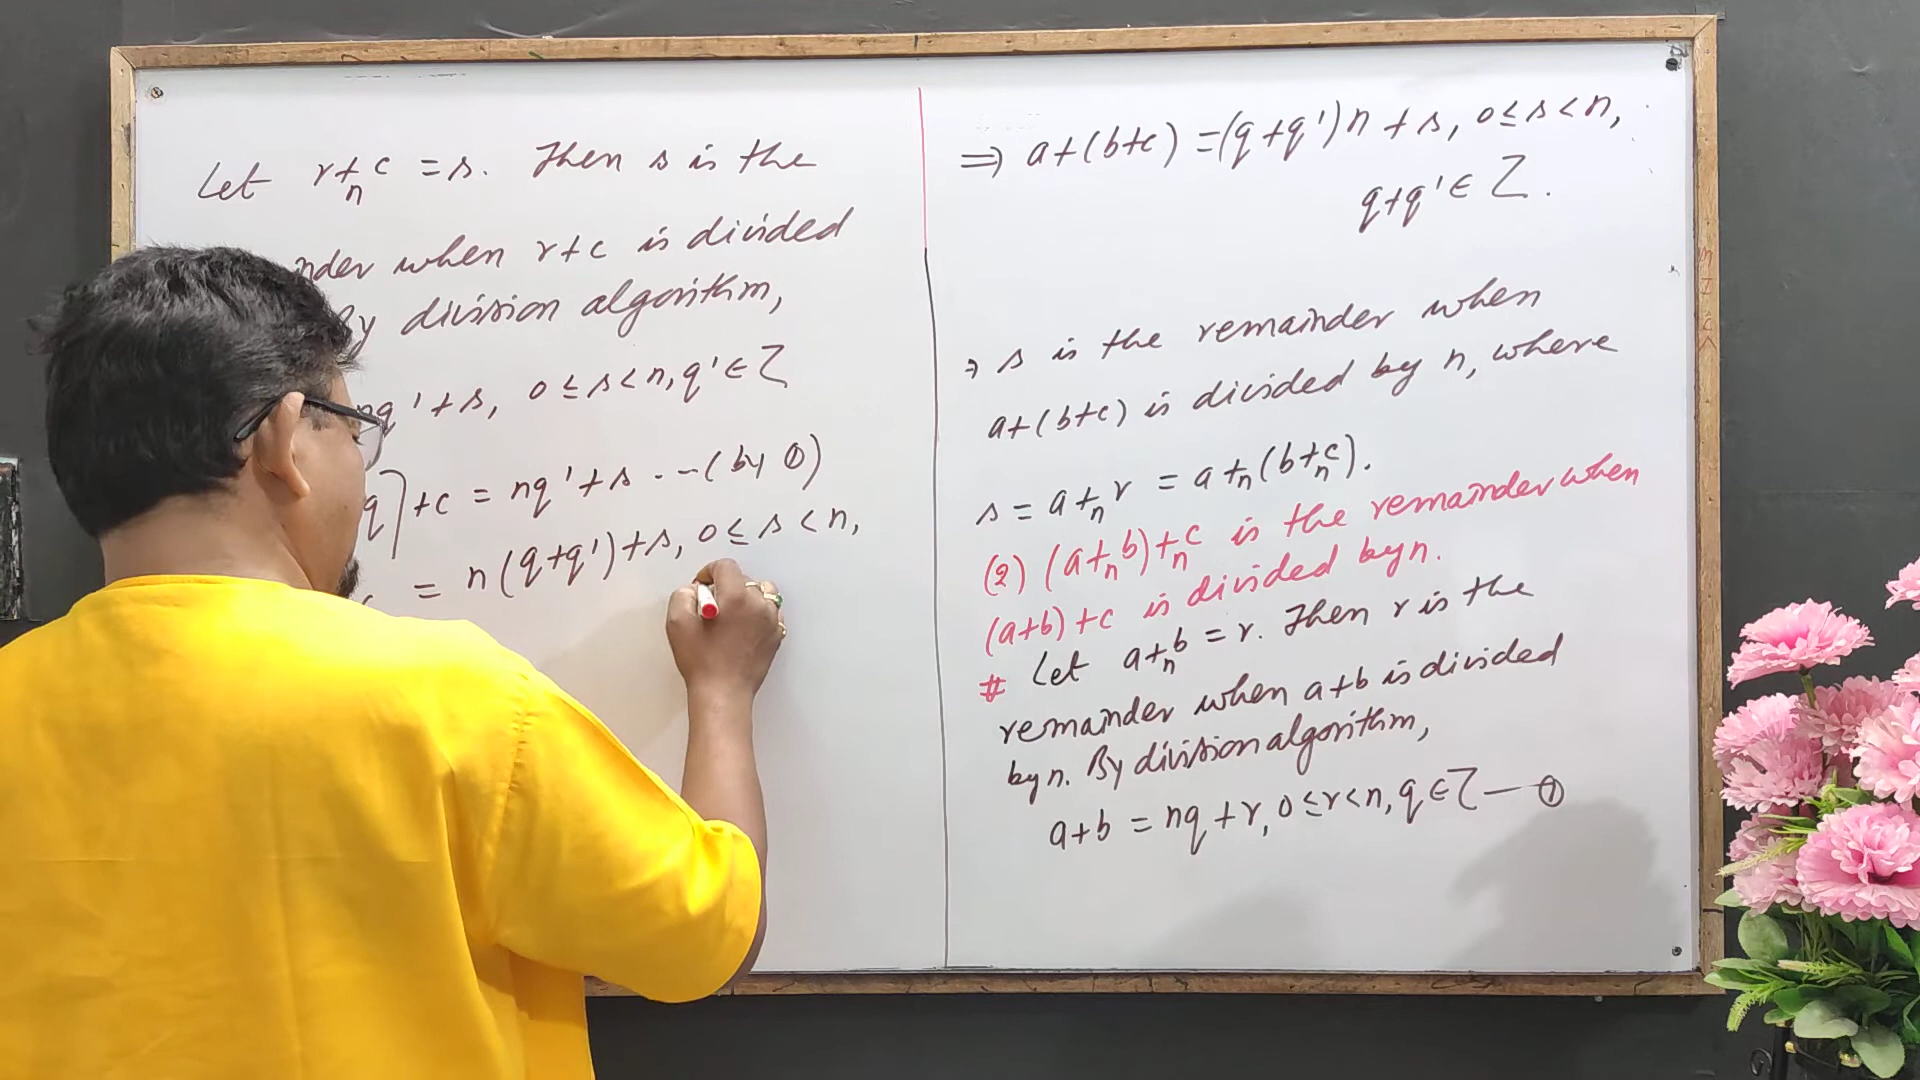 Let r +ₙ c = s. Then s is the
nder when r+c is divided
By division algorithm,
nq'+s, 0≤s<n, q'∈Z
q]+c = nq'+s --(by ①)
= n(q+q')+s, 0≤s<n,
⇒ a+(b+c) =(q+q')n+s, 0≤s<n,
q+q'∈Z.
⇒ s is the remainder when
a+(b+c) is divided by n, where
s = a +ₙ r = a +ₙ (b +ₙ c).
(2) (a +ₙ b) +ₙ c is the remainder when
(a+b)+c is divided by n.
# Let a +ₙ b = r. Then r is the
remainder when a+b is divided
by n. By division algorithm,
a+b = nq+r, 0≤r<n, q∈Z — ①